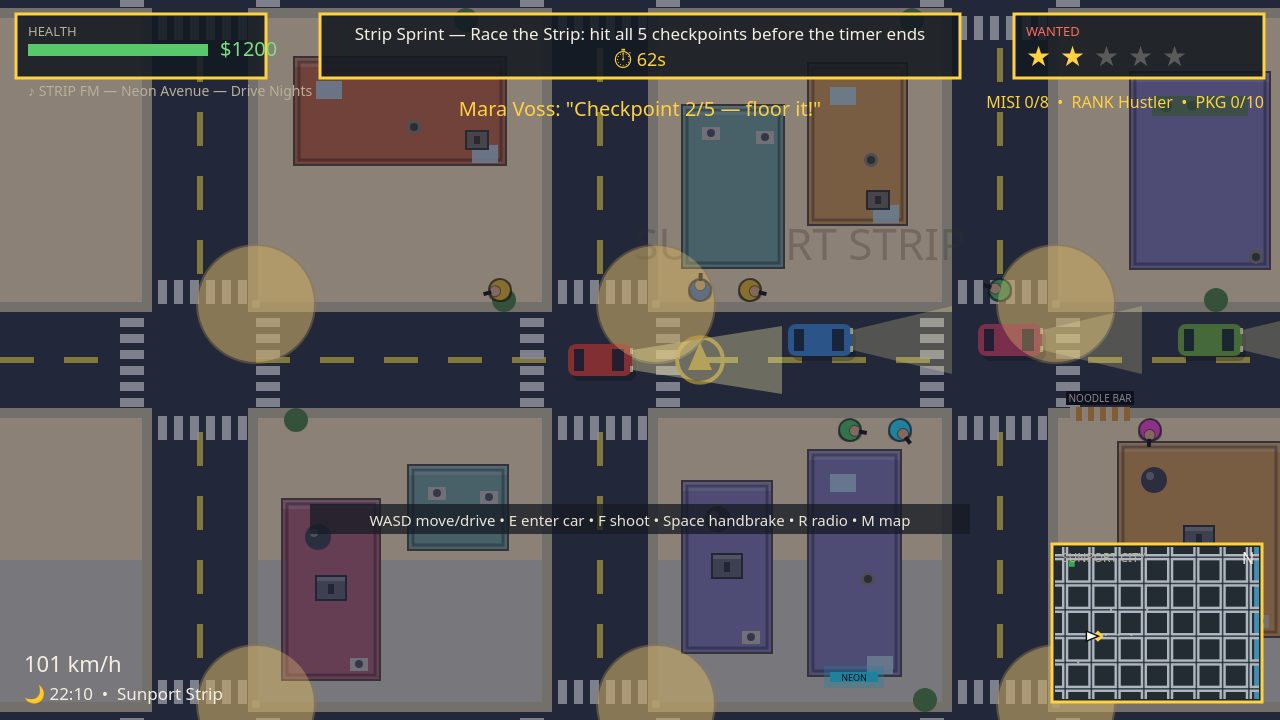 HEALTH
$1200
Strip Sprint — Race the Strip: hit all 5 checkpoints before the timer ends
⏱ 62s
WANTED
★ ★ ★ ★ ★
♪ STRIP FM — Neon Avenue — Drive Nights
Mara Voss: "Checkpoint 2/5 — floor it!"
MISI 0/8 • RANK Hustler • PKG 0/10
SUNPORT STRIP
NOODLE BAR
WASD move/drive • E enter car • F shoot • Space handbrake • R radio • M map
SUNPORT CITY
N
101 km/h
🌙 22:10 • Sunport Strip
NEON